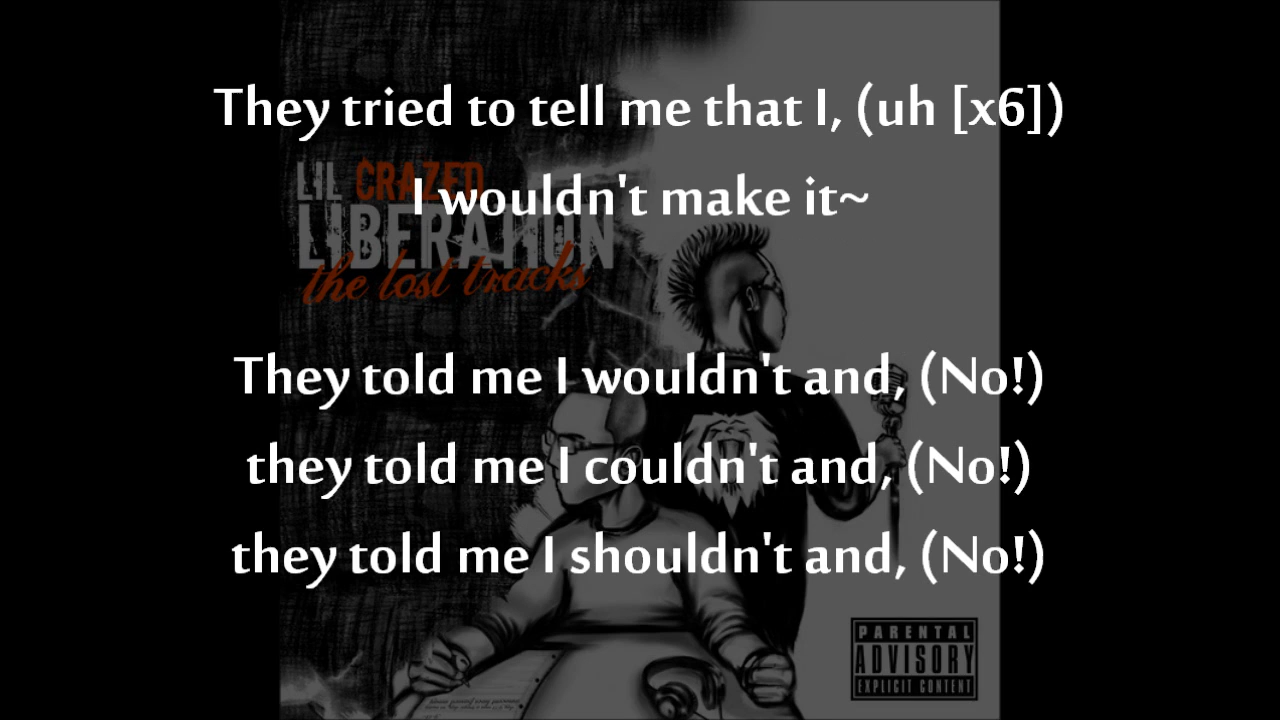 They tried to tell me that I, (uh [x6])
I wouldn't make it~
They told me I wouldn't and, (No!)
they told me I couldn't and, (No!)
they told me I shouldn't and, (No!)
LIL CRAZED
LIBERATION
the lost tracks
PARENTAL
ADVISORY
EXPLICIT CONTENT